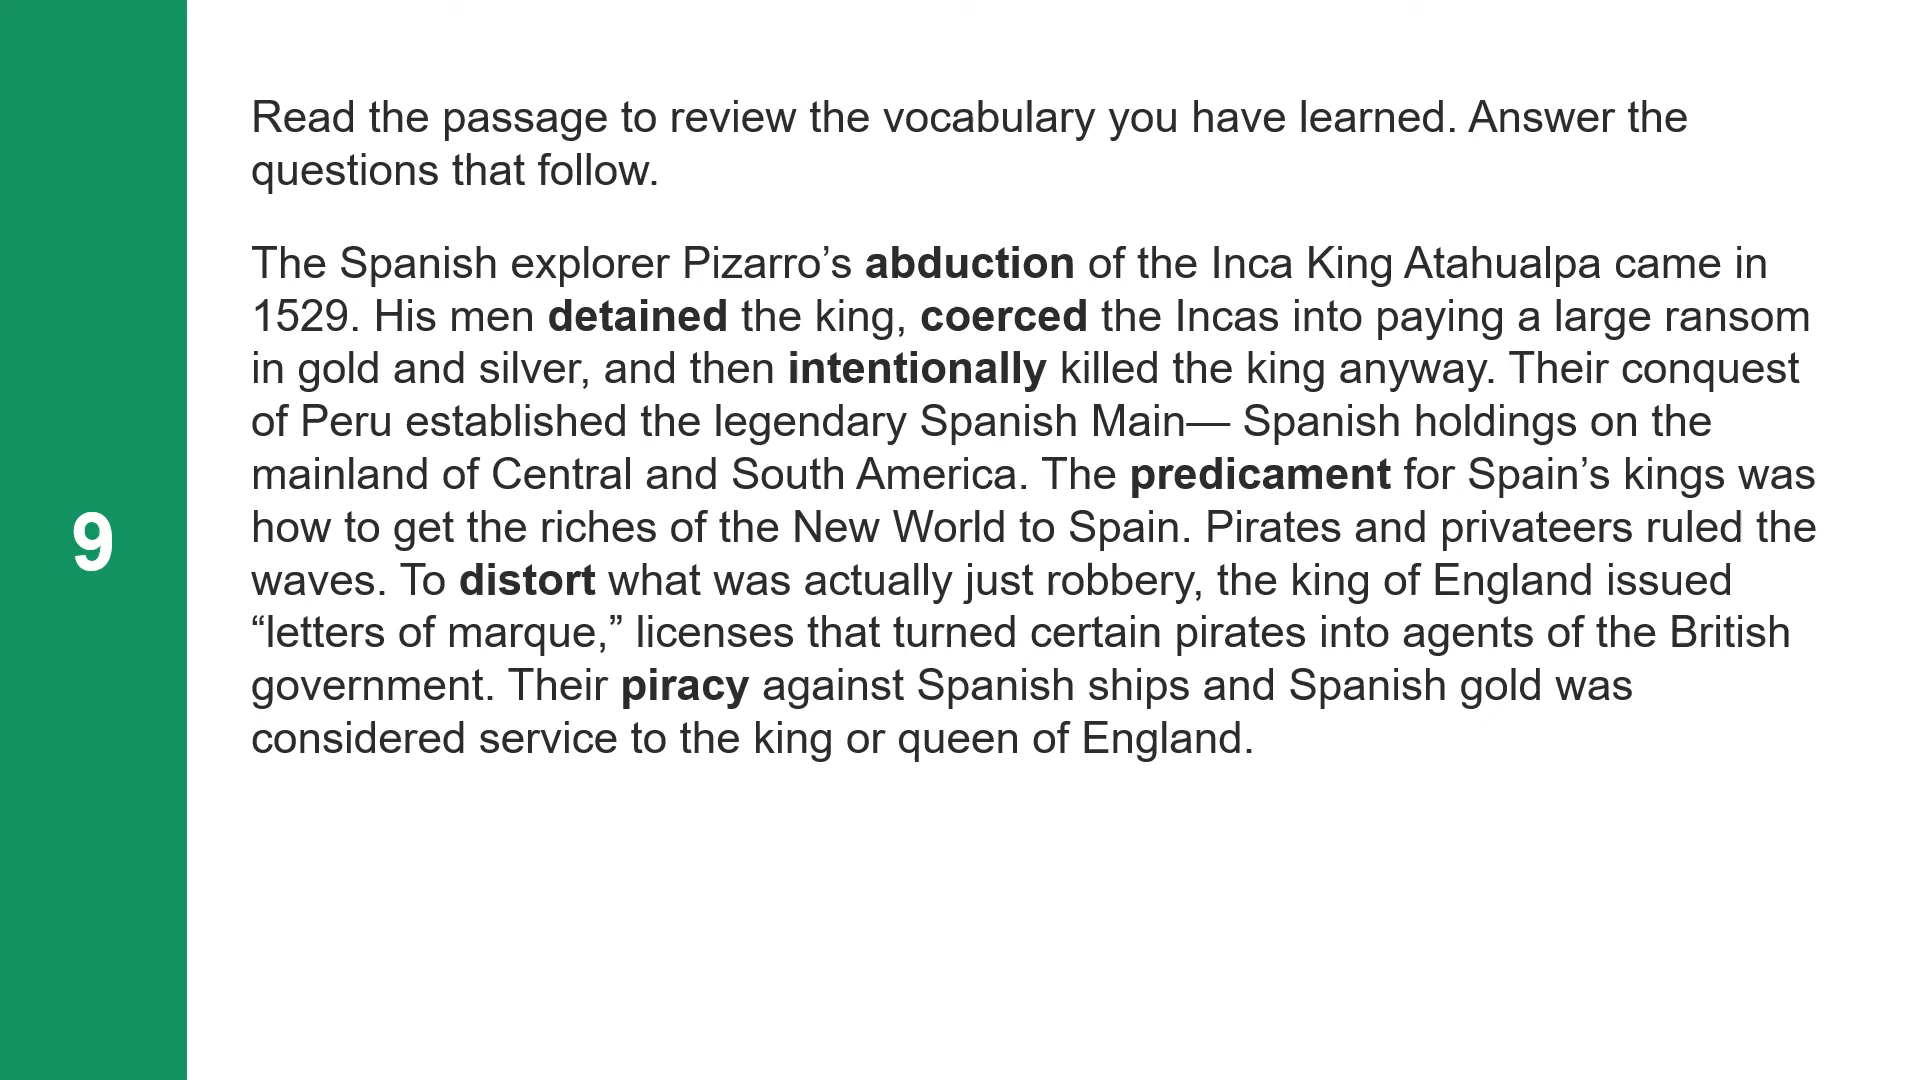 Read the passage to review the vocabulary you have learned. Answer the
questions that follow.
The Spanish explorer Pizarro’s abduction of the Inca King Atahualpa came in
1529. His men detained the king, coerced the Incas into paying a large ransom
in gold and silver, and then intentionally killed the king anyway. Their conquest
of Peru established the legendary Spanish Main— Spanish holdings on the
mainland of Central and South America. The predicament for Spain’s kings was
how to get the riches of the New World to Spain. Pirates and privateers ruled the
waves. To distort what was actually just robbery, the king of England issued
“letters of marque,” licenses that turned certain pirates into agents of the British
government. Their piracy against Spanish ships and Spanish gold was
considered service to the king or queen of England.
9